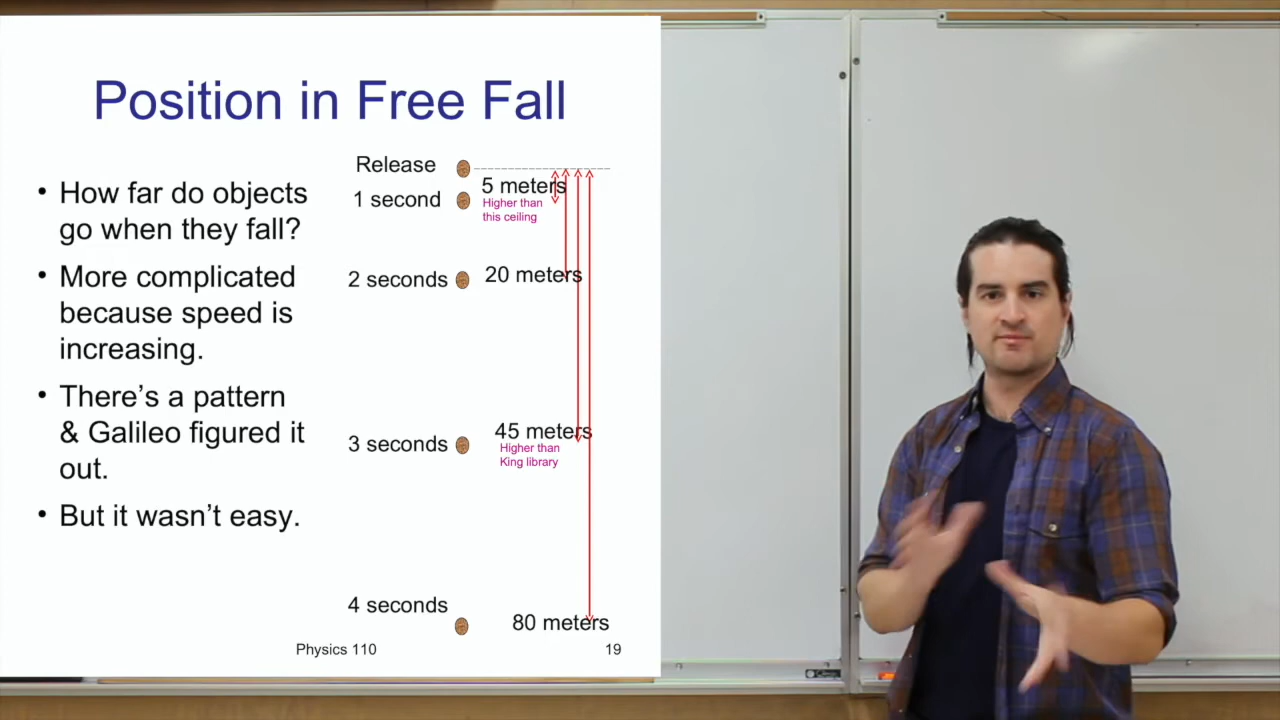 Position in Free Fall
• How far do objects
go when they fall?
• More complicated
because speed is
increasing.
• There’s a pattern
& Galileo figured it
out.
• But it wasn’t easy.
Release
1 second
5 meters
Higher than
this ceiling
2 seconds
20 meters
3 seconds
45 meters
Higher than
King library
4 seconds
80 meters
Physics 110
19